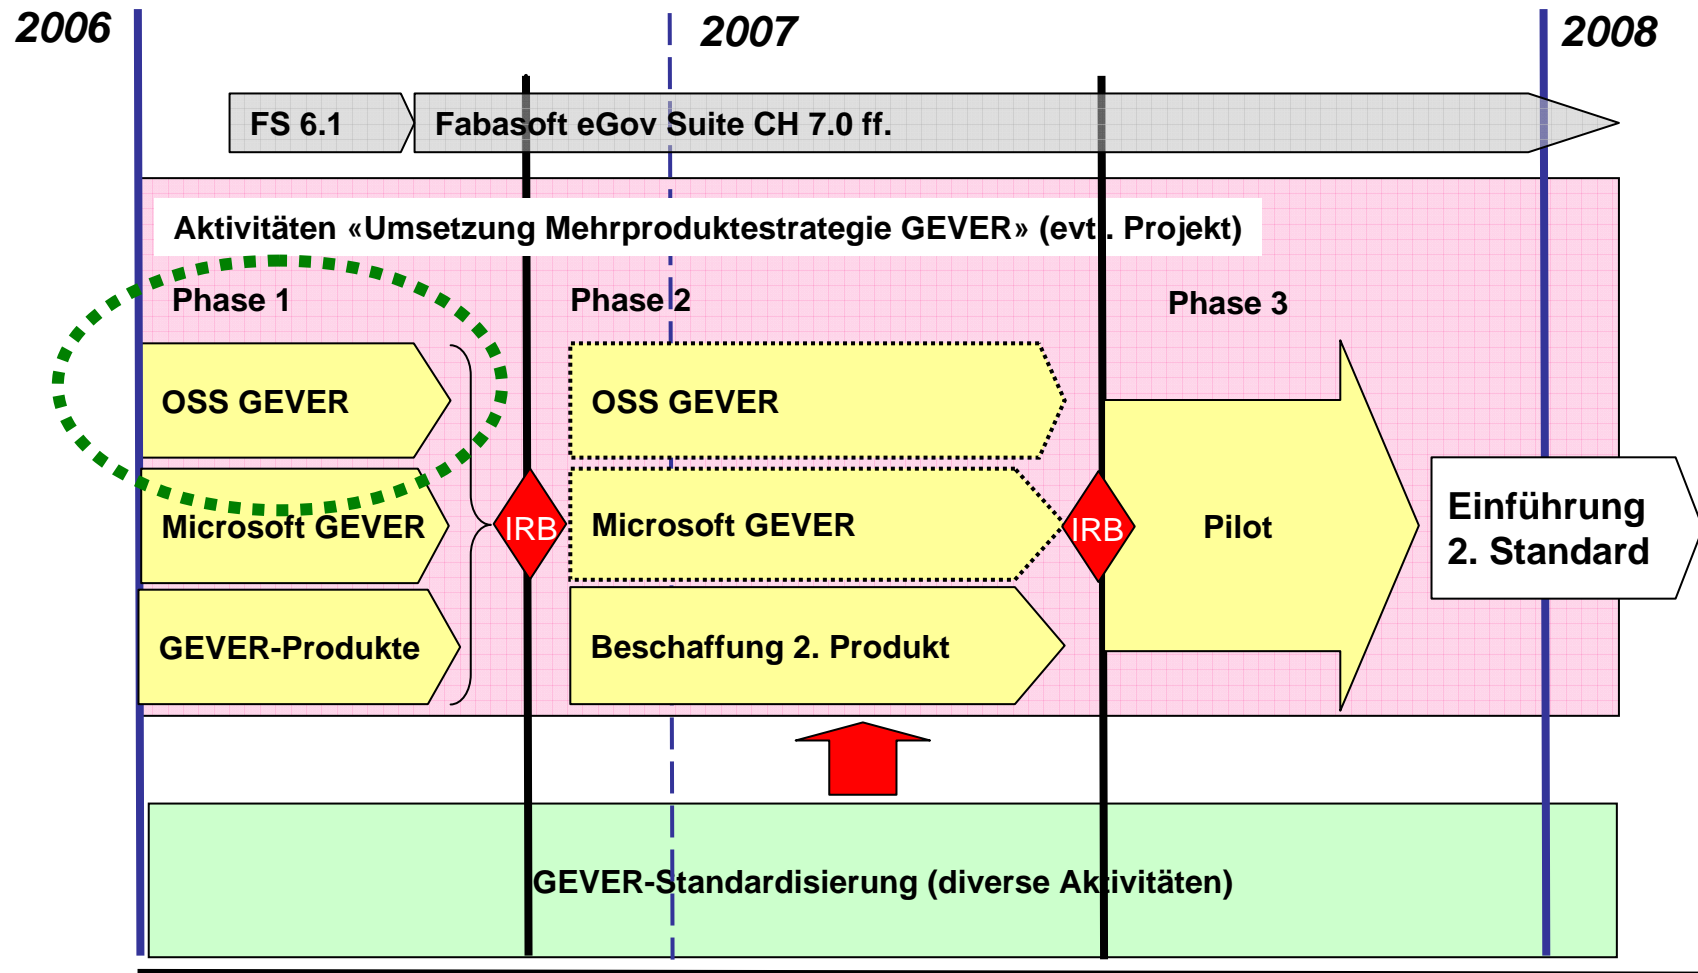 2006
2007
2008
FS 6.1
Fabasoft eGov Suite CH 7.0 ff.
Aktivitäten «Umsetzung Mehrproduktestrategie GEVER» (evtl. Projekt)
Phase 1
Phase 2
Phase 3
OSS GEVER
OSS GEVER
Microsoft GEVER
IRB
Microsoft GEVER
IRB
Pilot
Einführung
2. Standard
GEVER-Produkte
Beschaffung 2. Produkt
GEVER-Standardisierung (diverse Aktivitäten)